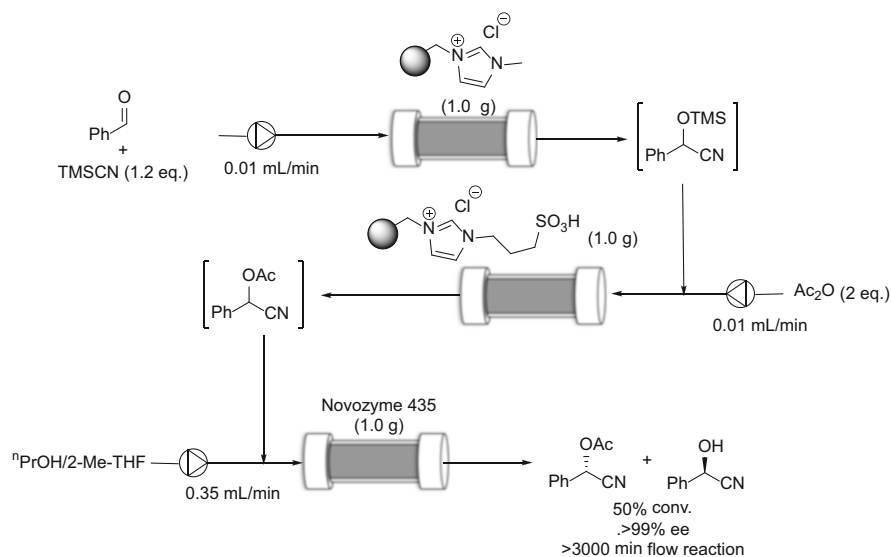 Cl⊖
⊕
N
N
(1.0 g)
O
Ph
+
TMSCN (1.2 eq.)
0.01 mL/min
OTMS
Ph
CN
Cl⊖
⊕
N
N
SO₃H
(1.0 g)
OAc
Ph
CN
Ac₂O (2 eq.)
0.01 mL/min
Novozyme 435
(1.0 g)
ⁿPrOH/2-Me-THF
0.35 mL/min
OAc
Ph
CN
+
OH
Ph
CN
50% conv.
.>99% ee
>3000 min flow reaction